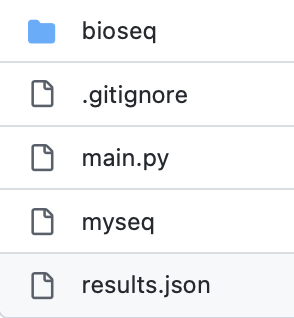 bioseq
.gitignore
main.py
myseq
results.json